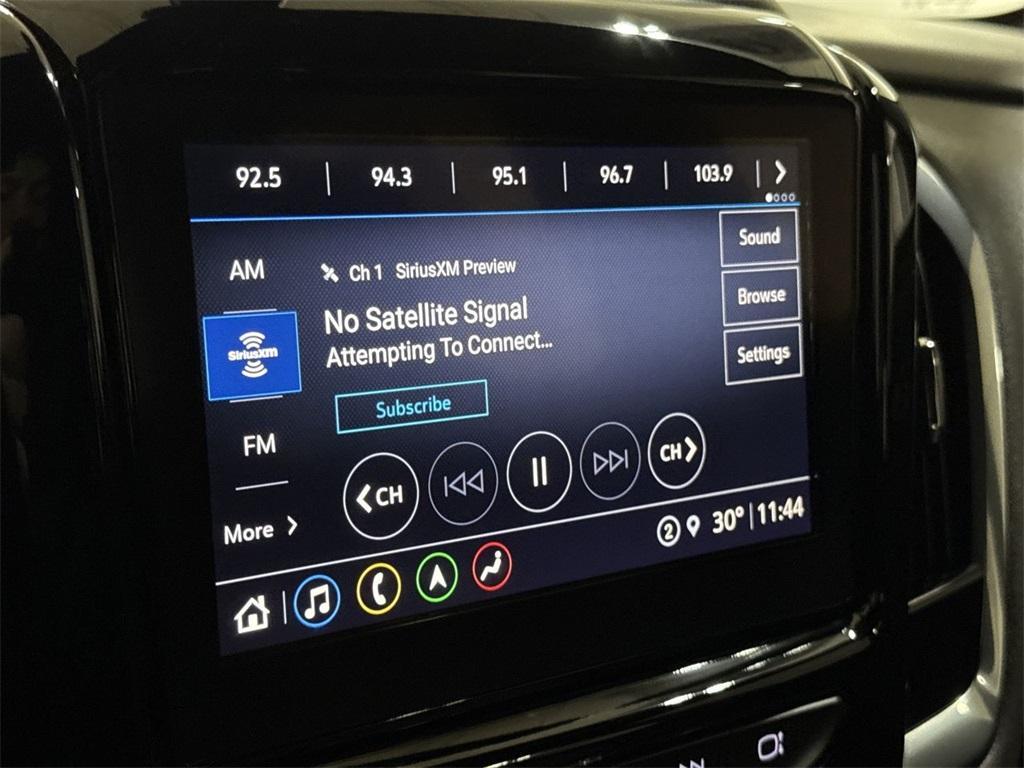 92.5 | 94.3 | 95.1 | 96.7 | 103.9 |
Sound
AM
Ch 1 SiriusXM Preview
Browse
SiriusXM
No Satellite Signal
Attempting To Connect...
Settings
Subscribe
FM
CH
CH
More
2
30° | 11:44